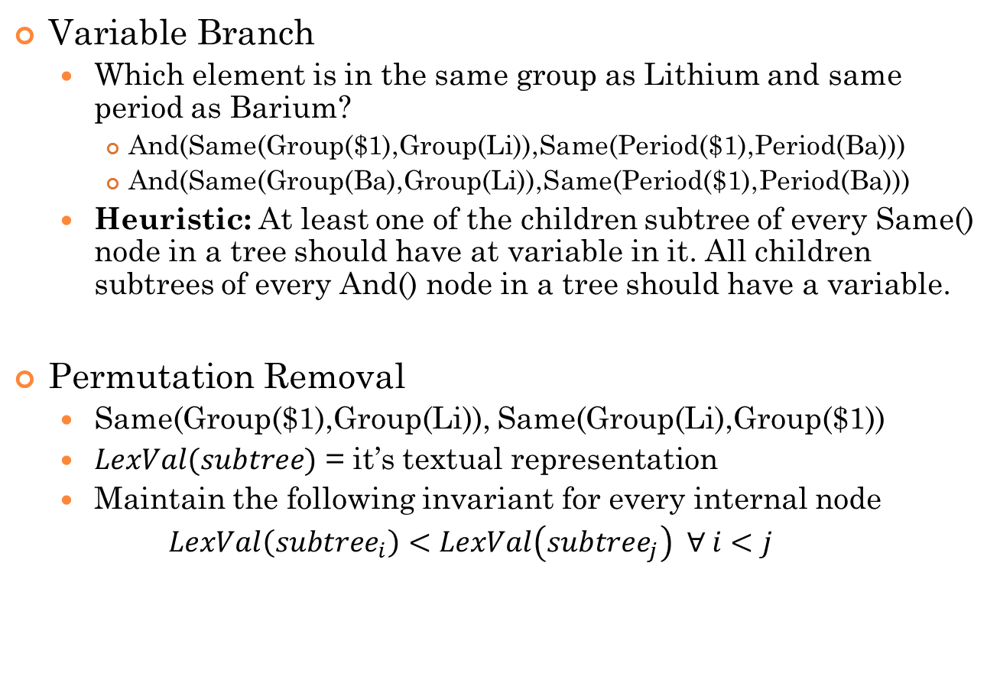 Variable Branch
Which element is in the same group as Lithium and same
period as Barium?
And(Same(Group($1),Group(Li)),Same(Period($1),Period(Ba)))
And(Same(Group(Ba),Group(Li)),Same(Period($1),Period(Ba)))
Heuristic: At least one of the children subtree of every Same()
node in a tree should have at variable in it. All children
subtrees of every And() node in a tree should have a variable.
Permutation Removal
Same(Group($1),Group(Li)), Same(Group(Li),Group($1))
LexVal(subtree) = it’s textual representation
Maintain the following invariant for every internal node
LexVal(subtreeᵢ) < LexVal(subtreeⱼ) ∀ i < j